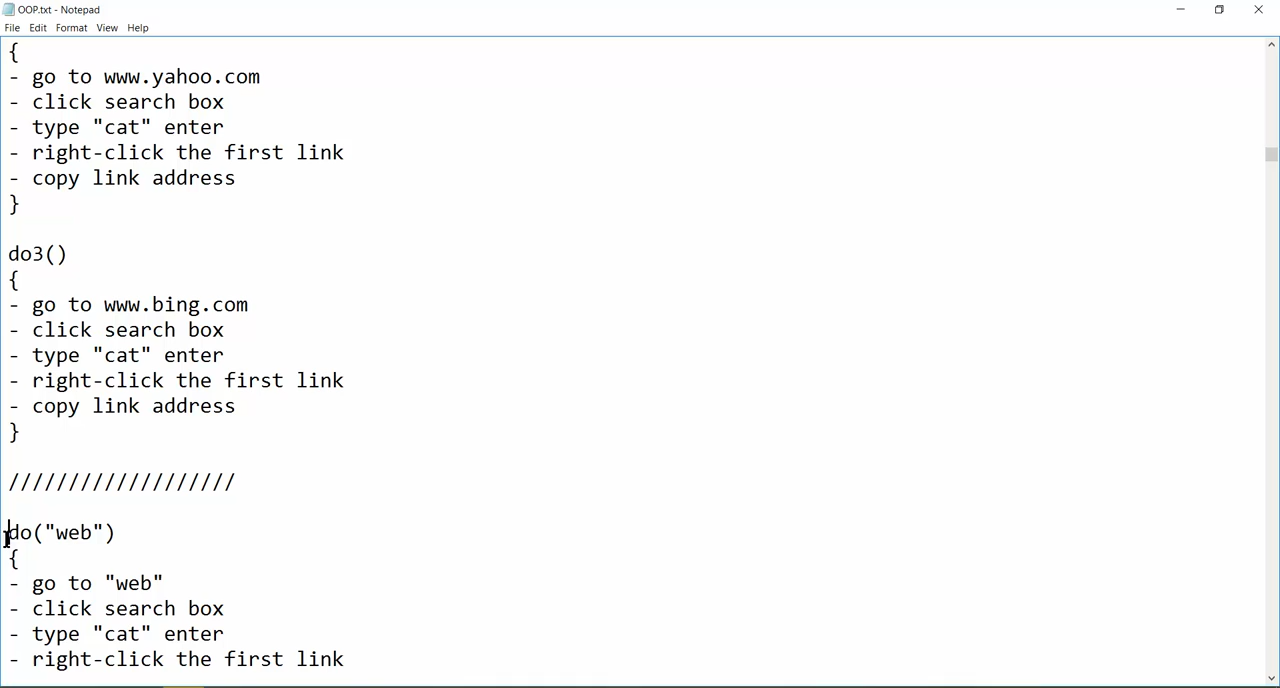 OOP.txt - Notepad
File Edit Format View Help
{
- go to www.yahoo.com
- click search box
- type "cat" enter
- right-click the first link
- copy link address
}
do3()
{
- go to www.bing.com
- click search box
- type "cat" enter
- right-click the first link
- copy link address
}
///////////////////
do("web")
{
- go to "web"
- click search box
- type "cat" enter
- right-click the first link